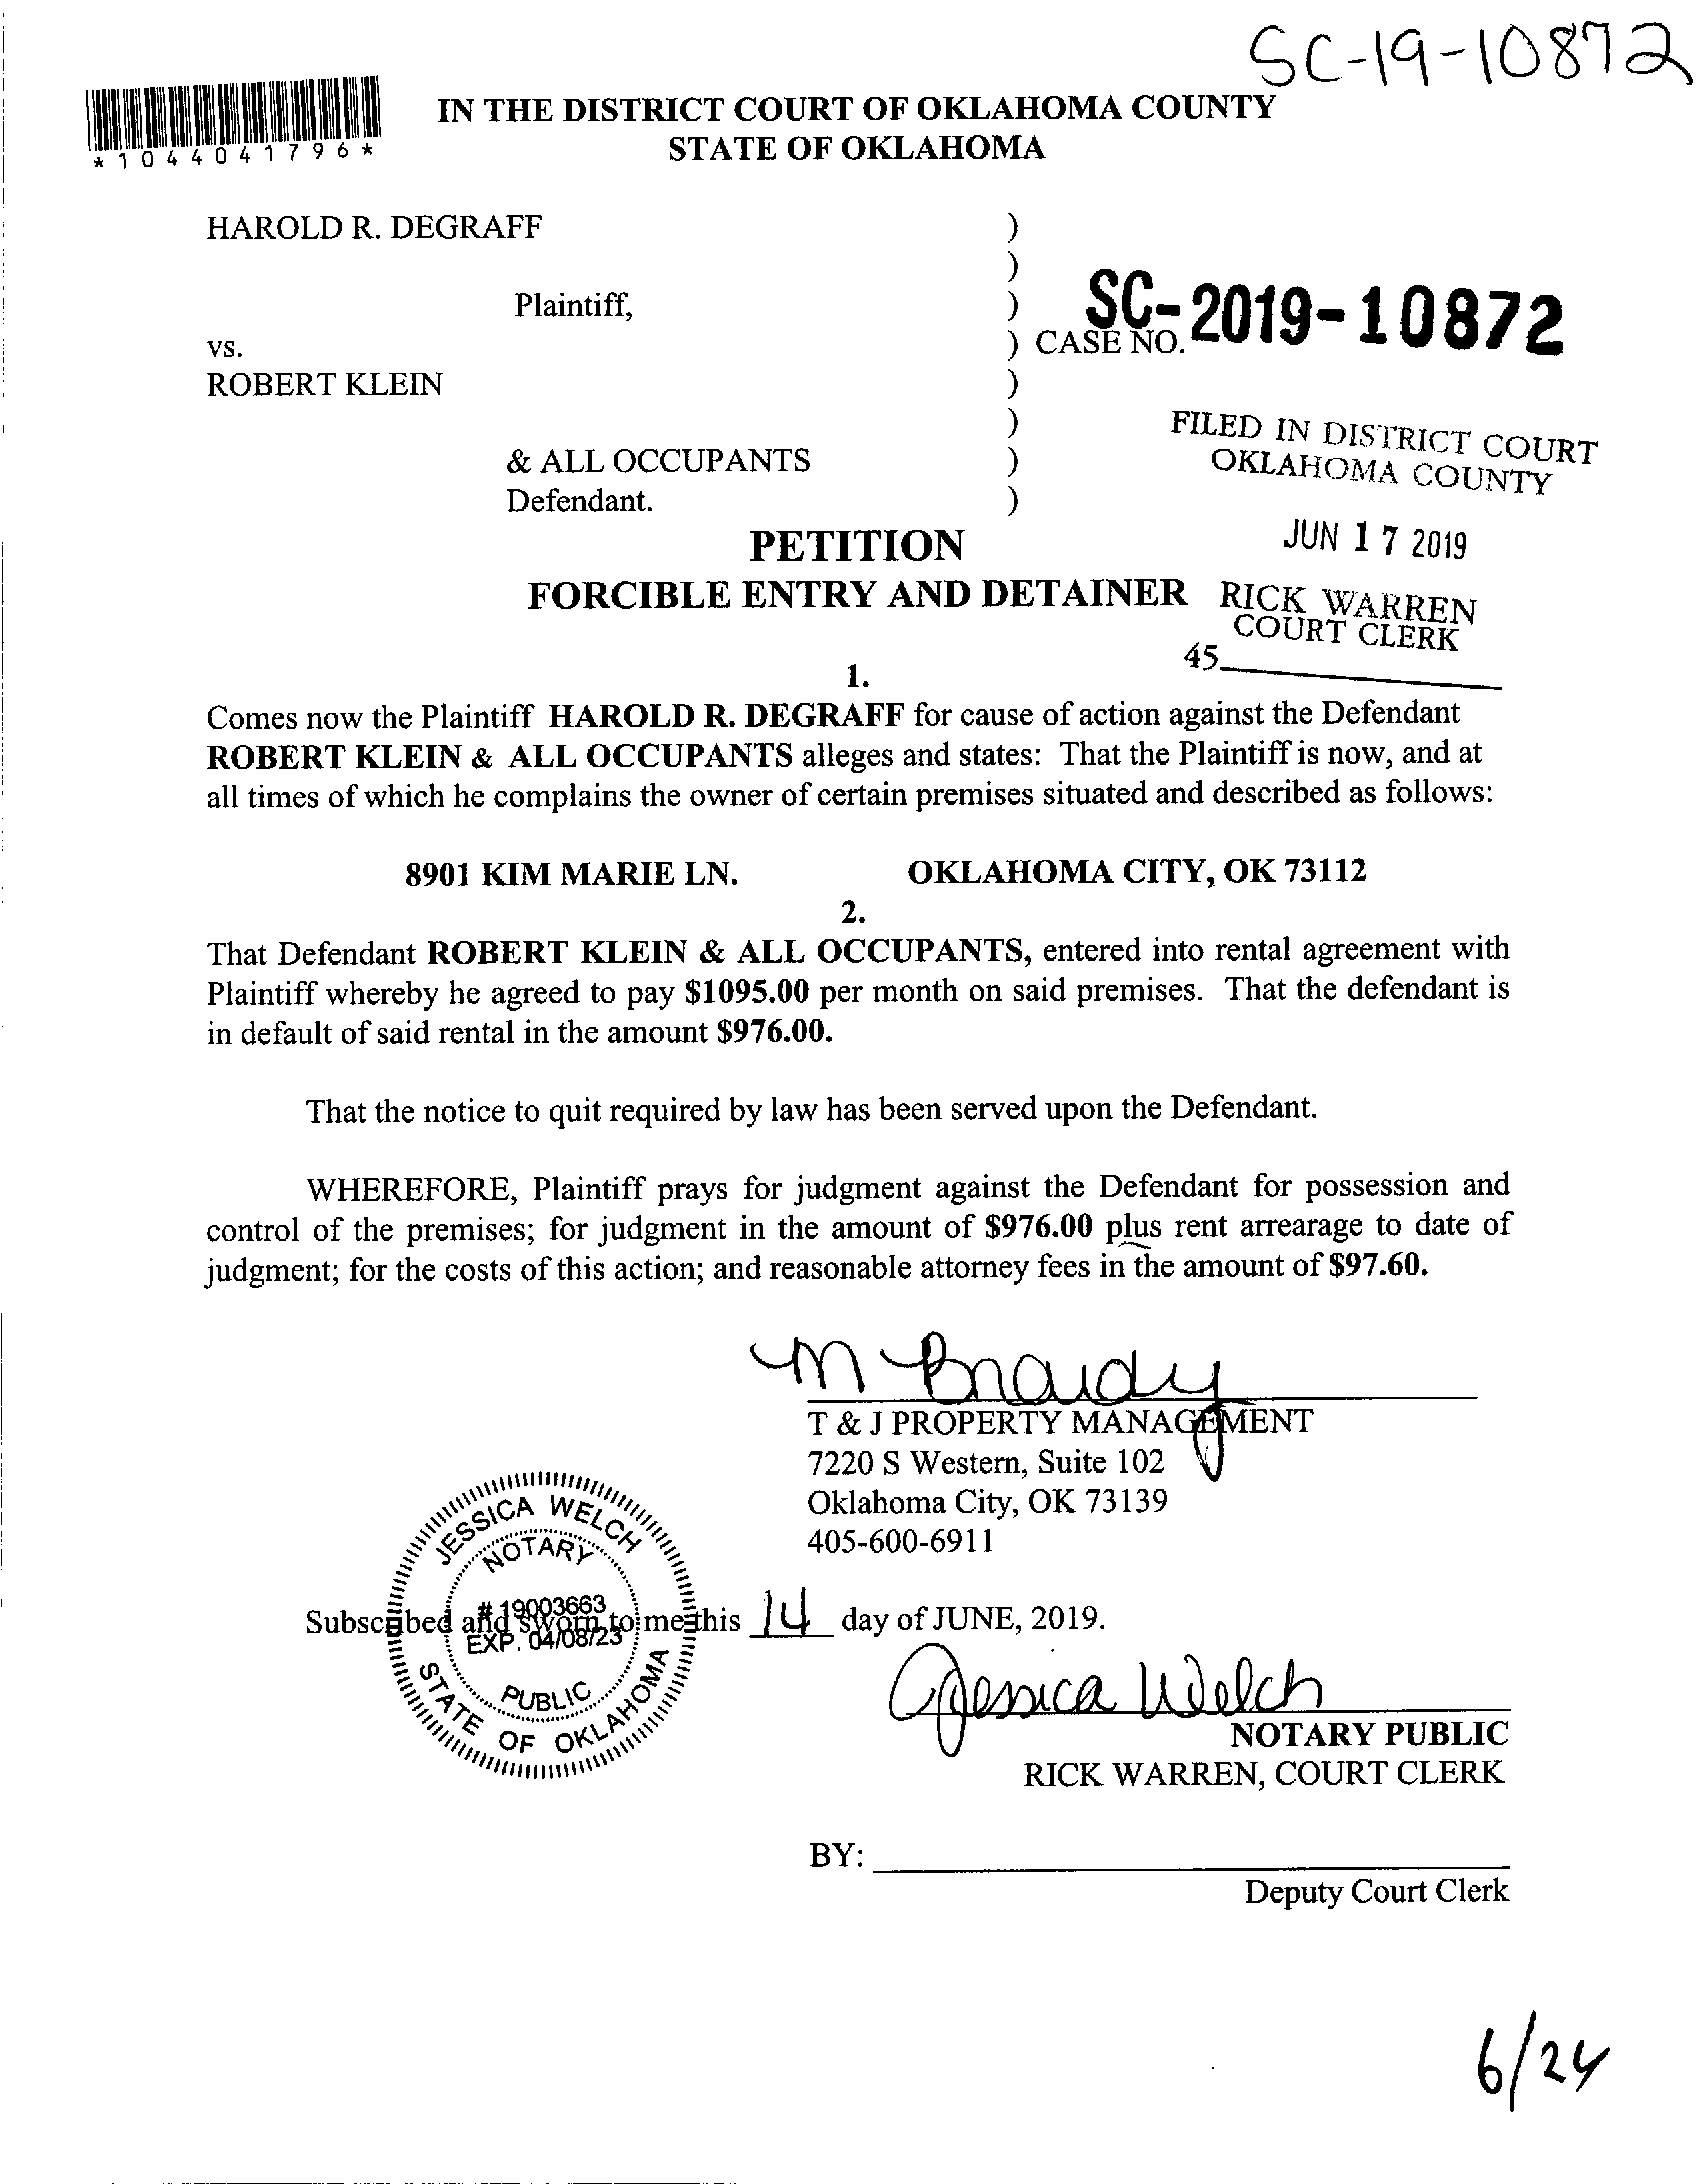 SC-19-10872
*1044041796*
IN THE DISTRICT COURT OF OKLAHOMA COUNTY
STATE OF OKLAHOMA
HAROLD R. DEGRAFF )
)
Plaintiff, )
vs. ) CASE NO. SC-2019-10872
ROBERT KLEIN )
)
& ALL OCCUPANTS )
Defendant. )
FILED IN DISTRICT COURT
OKLAHOMA COUNTY
JUN 17 2019
RICK WARREN
COURT CLERK
45
PETITION
FORCIBLE ENTRY AND DETAINER
1.
Comes now the Plaintiff HAROLD R. DEGRAFF for cause of action against the Defendant
ROBERT KLEIN & ALL OCCUPANTS alleges and states: That the Plaintiff is now, and at
all times of which he complains the owner of certain premises situated and described as follows:
8901 KIM MARIE LN. OKLAHOMA CITY, OK 73112
2.
That Defendant ROBERT KLEIN & ALL OCCUPANTS, entered into rental agreement with
Plaintiff whereby he agreed to pay $1095.00 per month on said premises. That the defendant is
in default of said rental in the amount $976.00.
That the notice to quit required by law has been served upon the Defendant.
WHEREFORE, Plaintiff prays for judgment against the Defendant for possession and
control of the premises; for judgment in the amount of $976.00 plus rent arrearage to date of
judgment; for the costs of this action; and reasonable attorney fees in the amount of $97.60.
T & J PROPERTY MANAGEMENT
7220 S Western, Suite 102
Oklahoma City, OK 73139
405-600-6911
JESSICA WELCH
NOTARY
# 19003663
EXP. 04/08/23
PUBLIC
STATE OF OKLAHOMA
Subscribed and sworn to me this 14 day of JUNE, 2019.
Jessica Welch
NOTARY PUBLIC
RICK WARREN, COURT CLERK
BY:
Deputy Court Clerk
6/24